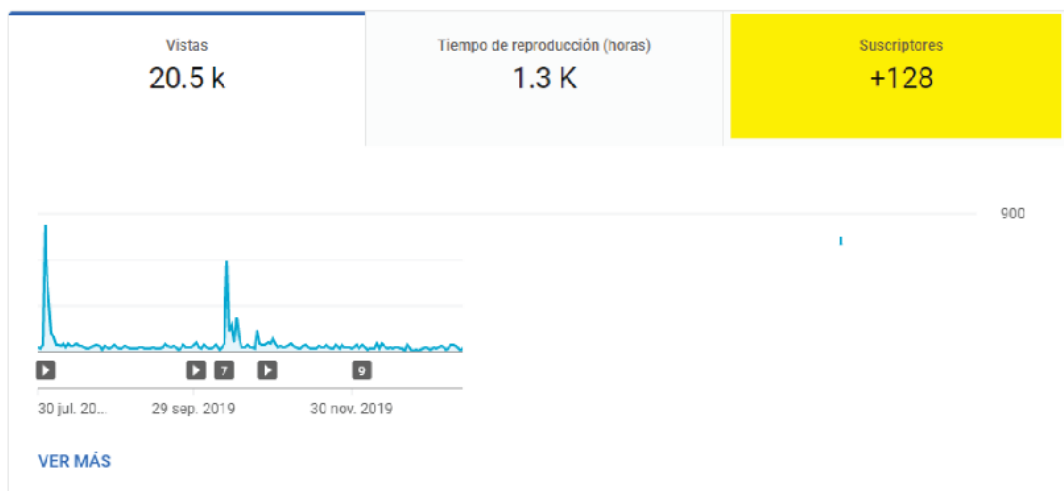 Vistas
20.5 k
Tiempo de reproducción (horas)
1.3 K
Suscriptores
+128
900
7
9
30 jul. 20...
29 sep. 2019
30 nov. 2019
VER MÁS